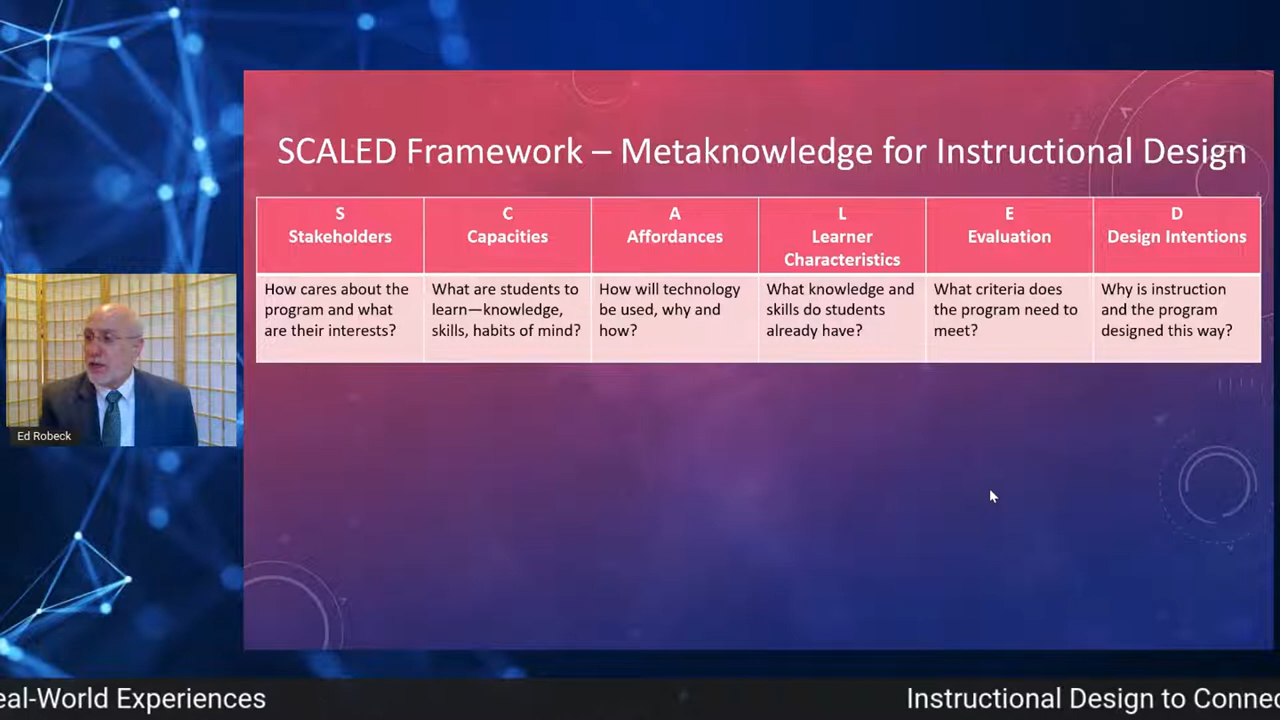 SCALED Framework – Metaknowledge for Instructional Design
S
Stakeholders
C
Capacities
A
Affordances
L
Learner
Characteristics
E
Evaluation
D
Design Intentions
How cares about the
program and what
are their interests?
What are students to
learn—knowledge,
skills, habits of mind?
How will technology
be used, why and
how?
What knowledge and
skills do students
already have?
What criteria does
the program need to
meet?
Why is instruction
and the program
designed this way?
Ed Robeck
eal-World Experiences
Instructional Design to Connec